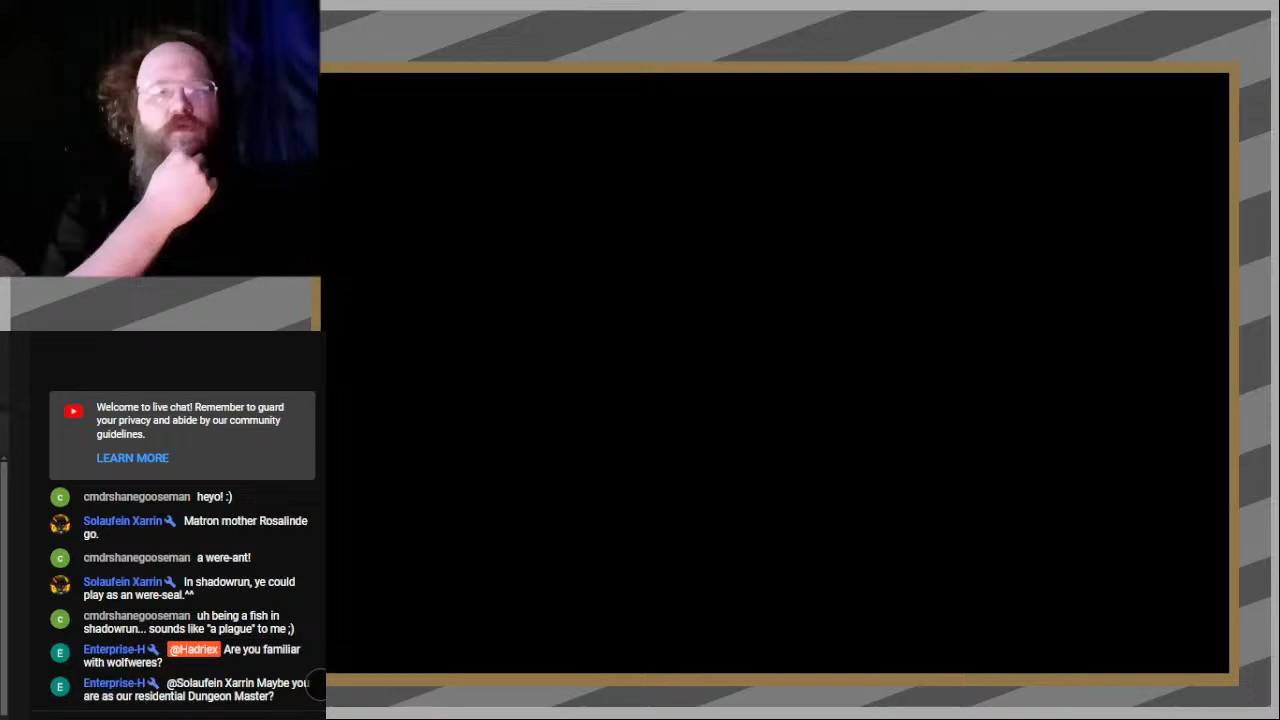 Welcome to live chat! Remember to guard
your privacy and abide by our community
guidelines.
LEARN MORE
cmdrshanegooseman heyo! :)
Solaufein Xarrin Matron mother Rosalinde
go.
cmdrshanegooseman a were-ant!
Solaufein Xarrin In shadowrun, ye could
play as an were-seal.^^
cmdrshanegooseman uh being a fish in
shadowrun... sounds like "a plague" to me ;)
Enterprise-H @Hadriex Are you familiar
with wolfweres?
Enterprise-H @Solaufein Xarrin Maybe you
are as our residential Dungeon Master?